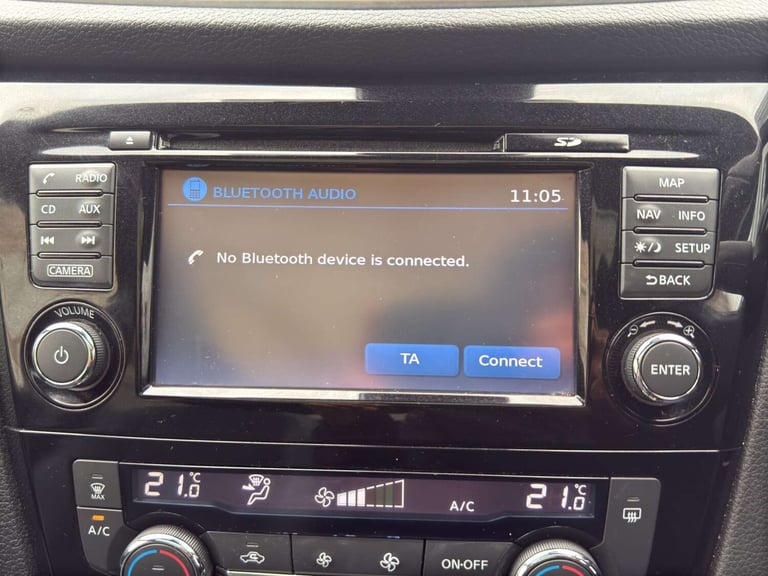 SD
RADIO
CD AUX
CAMERA
VOLUME
BLUETOOTH AUDIO 11:05
No Bluetooth device is connected.
TA Connect
MAP
NAV INFO
SETUP
BACK
ENTER
MAX
A/C
21.0°C A/C 21.0°C
ON·OFF